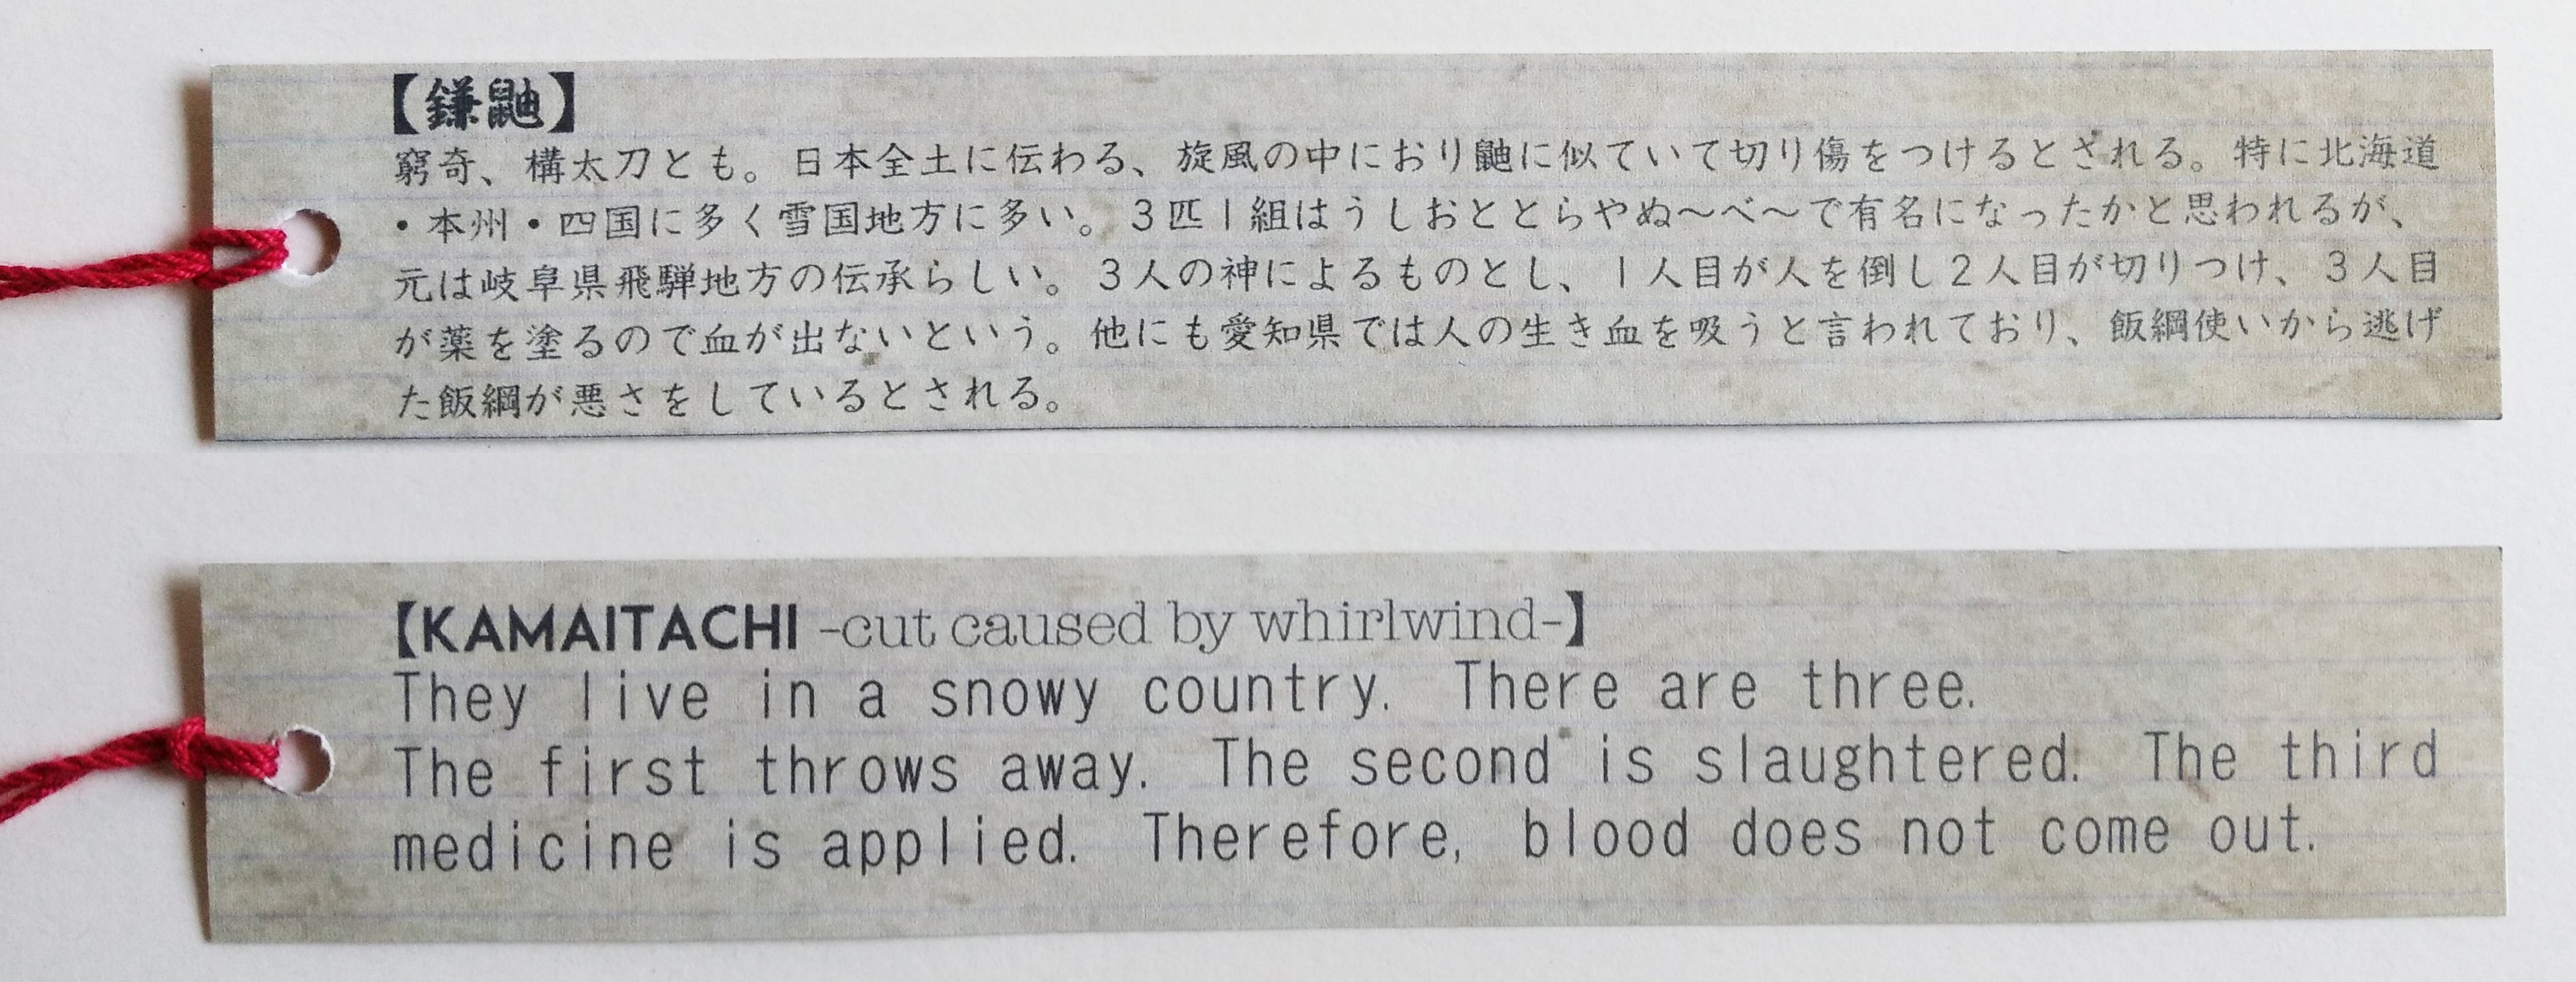 【鎌鼬】
窮奇、構太刀とも。日本全土に伝わる、旋風の中におり鼬に似ていて切り傷をつけるとされる。特に北海道
・本州・四国に多く雪国地方に多い。3匹1組はうしおととらやぬ～べ～で有名になったかと思われるが、
元は岐阜県飛騨地方の伝承らしい。3人の神によるものとし、1人目が人を倒し2人目が切りつけ、3人目
が薬を塗るので血が出ないという。他にも愛知県では人の生き血を吸うと言われており、飯綱使いから逃げ
た飯綱が悪さをしているとされる。
【KAMAITACHI -cut caused by whirlwind-】
They live in a snowy country. There are three.
The first throws away. The second is slaughtered. The third
medicine is applied. Therefore, blood does not come out.